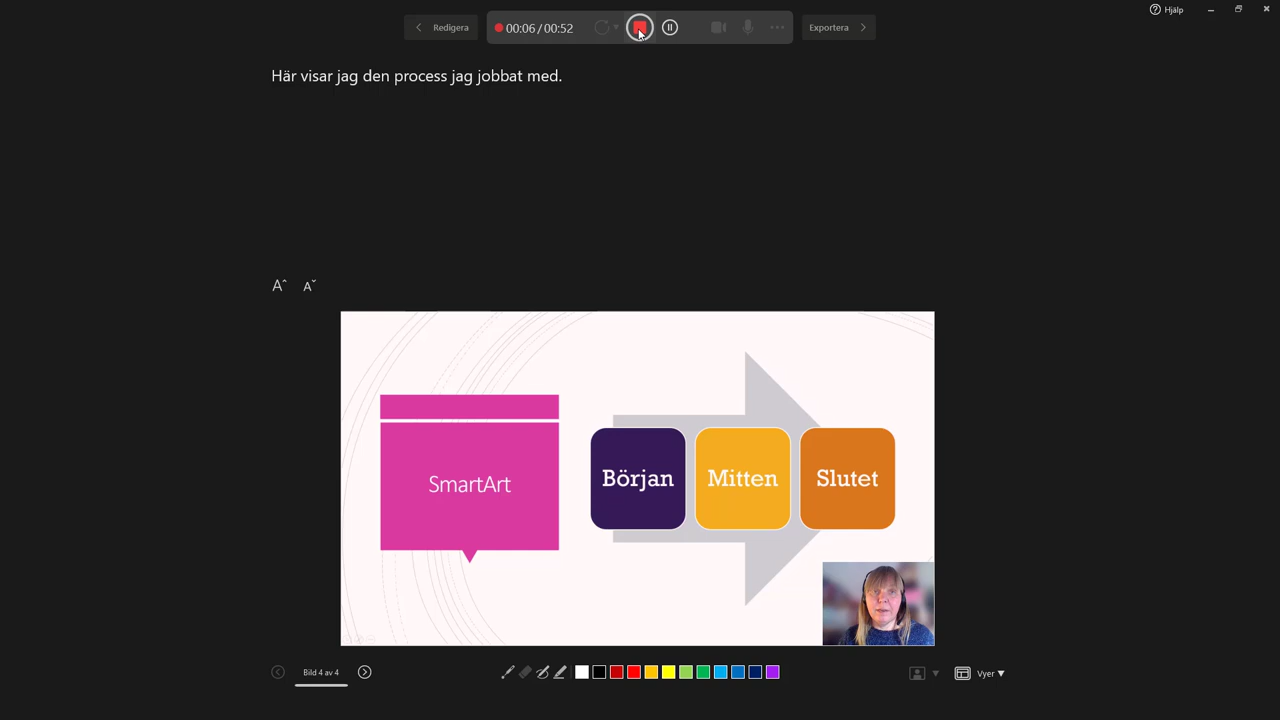 Redigera
00:06 / 00:52
Exportera
Hjälp
Här visar jag den process jag jobbat med.
A A
SmartArt
Början Mitten Slutet
Bild 4 av 4
Vyer